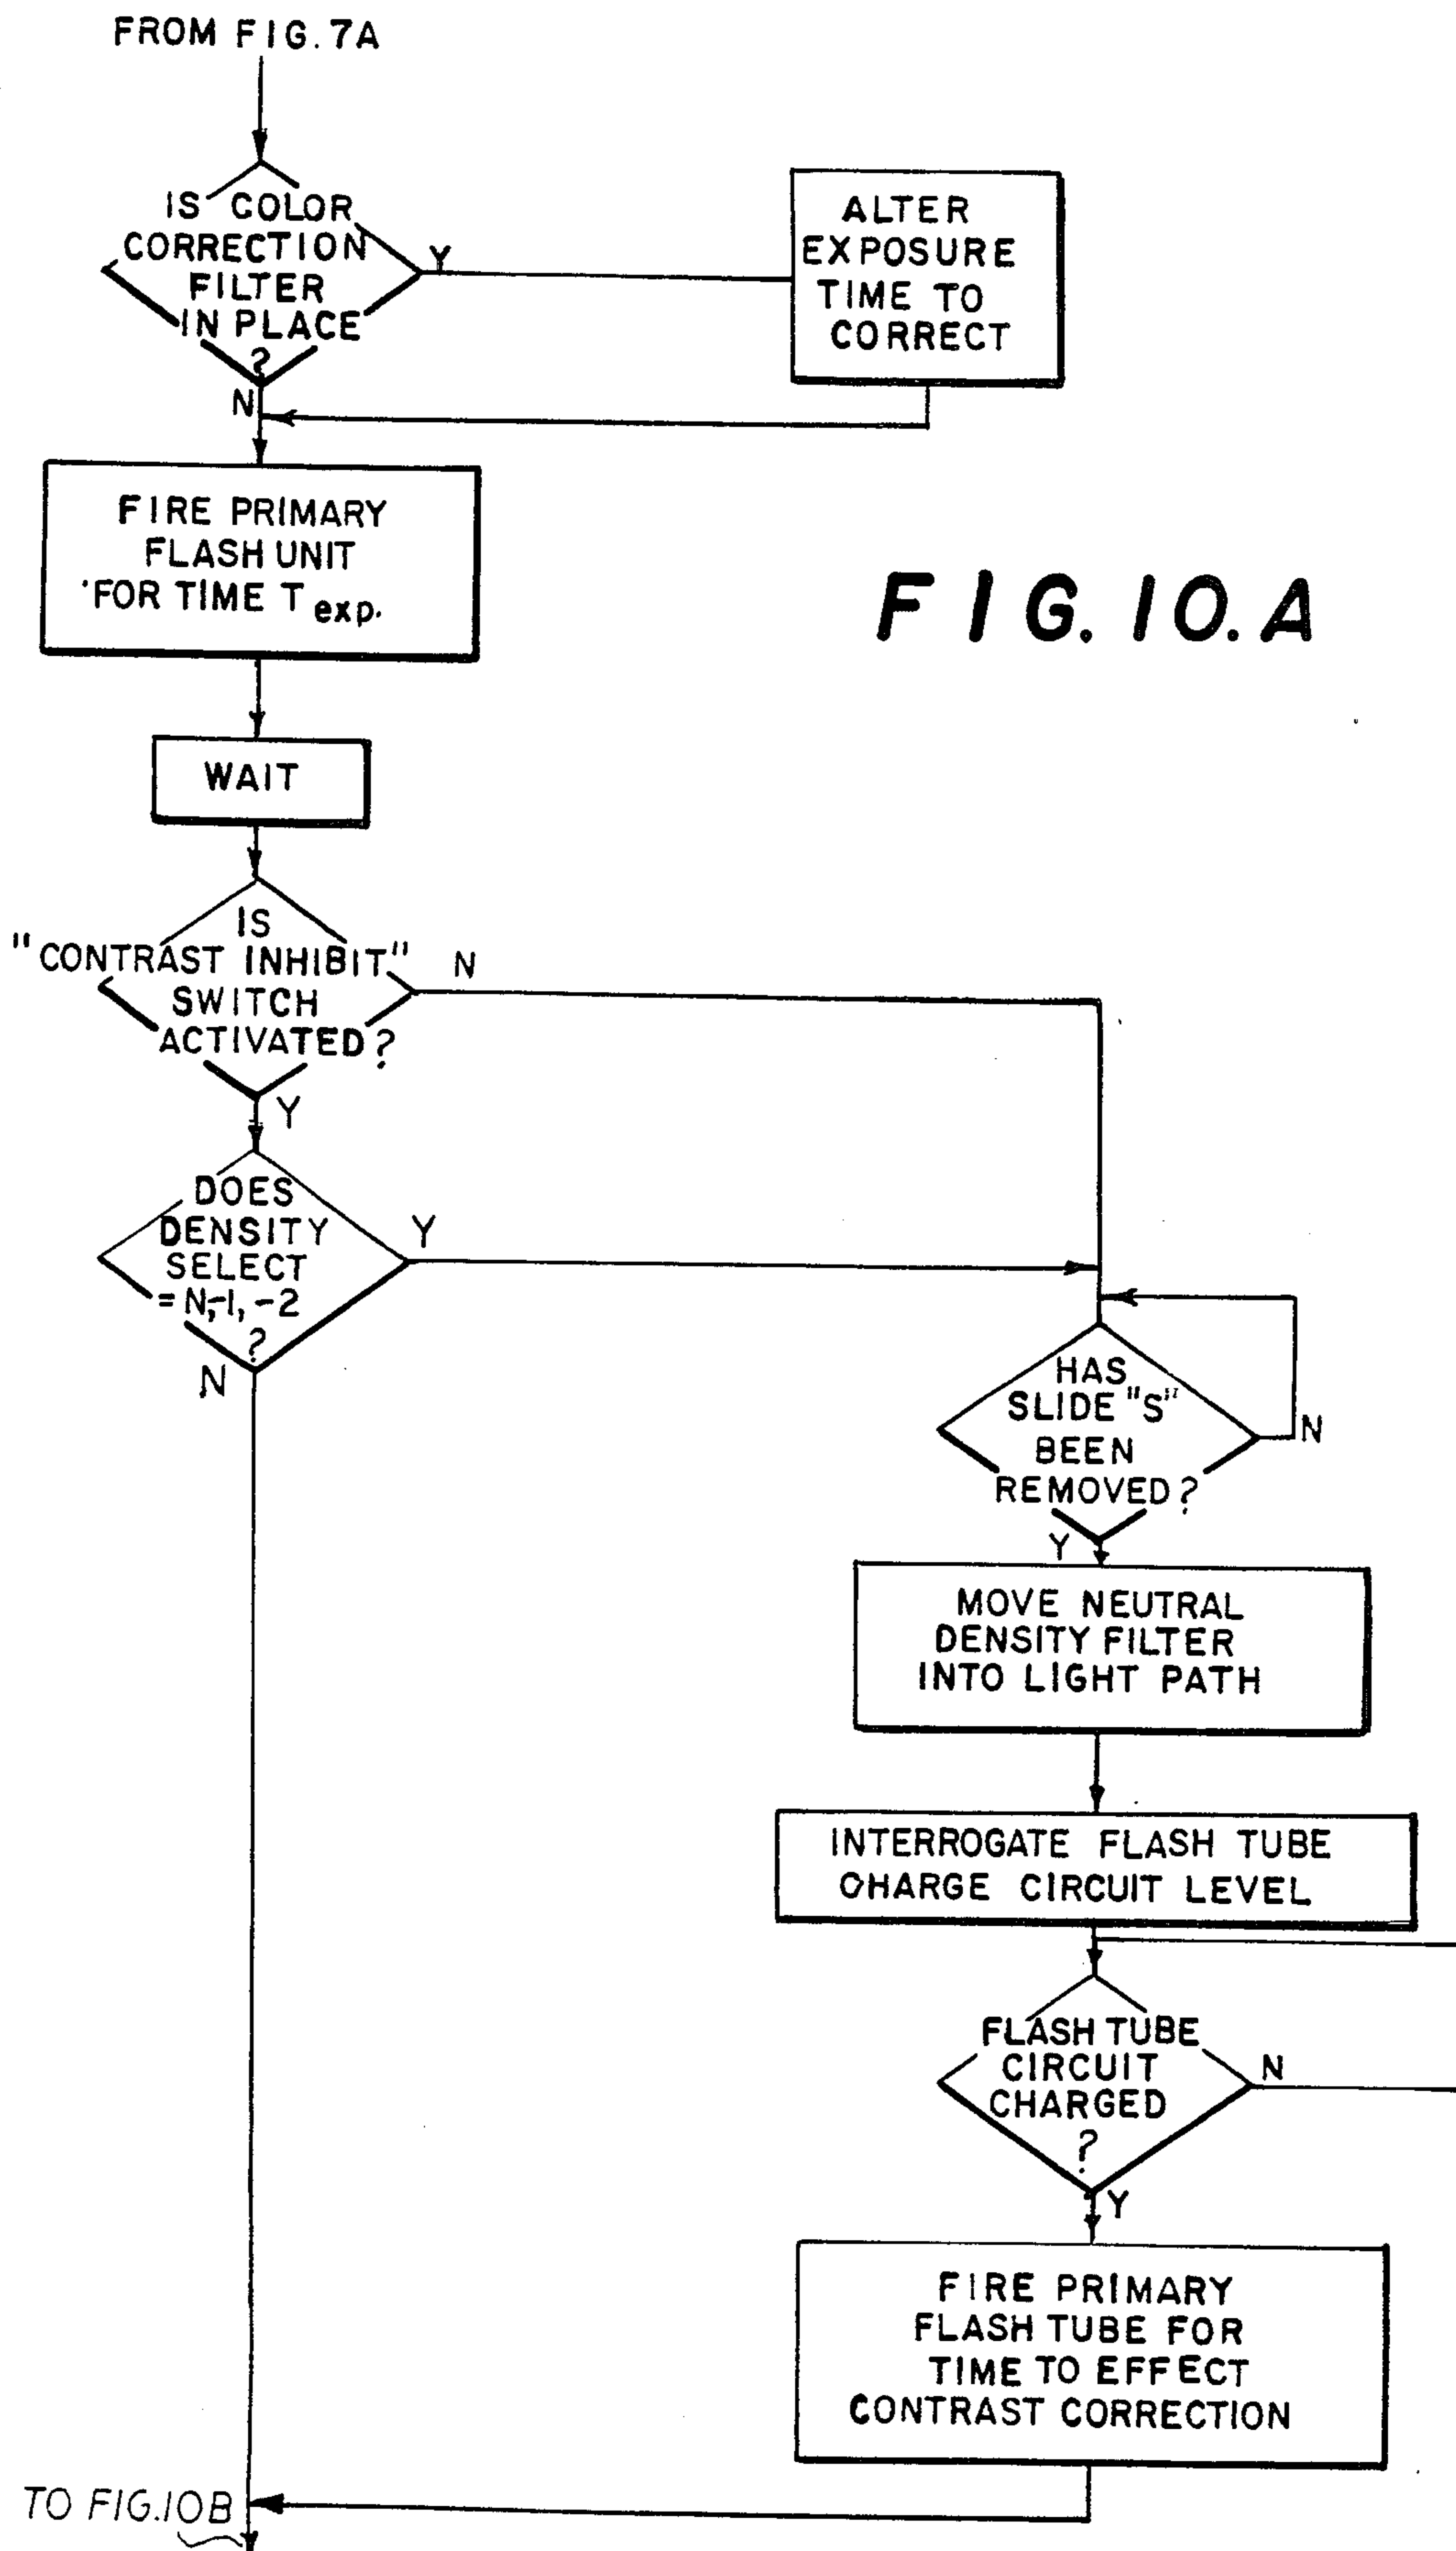 FROM FIG. 7A
IS COLOR
CORRECTION
FILTER
IN PLACE
?
Y
N
ALTER
EXPOSURE
TIME TO
CORRECT
FIRE PRIMARY
FLASH UNIT
FOR TIME T exp.
FIG. 10. A
WAIT
IS
"CONTRAST INHIBIT"
SWITCH
ACTIVATED?
N
Y
DOES
DENSITY
SELECT
= N,-1, -2
?
Y
N
HAS
SLIDE "S"
BEEN
REMOVED?
N
Y
MOVE NEUTRAL
DENSITY FILTER
INTO LIGHT PATH
INTERROGATE FLASH TUBE
CHARGE CIRCUIT LEVEL
FLASH TUBE
CIRCUIT
CHARGED
?
N
Y
FIRE PRIMARY
FLASH TUBE FOR
TIME TO EFFECT
CONTRAST CORRECTION
TO FIG.10B